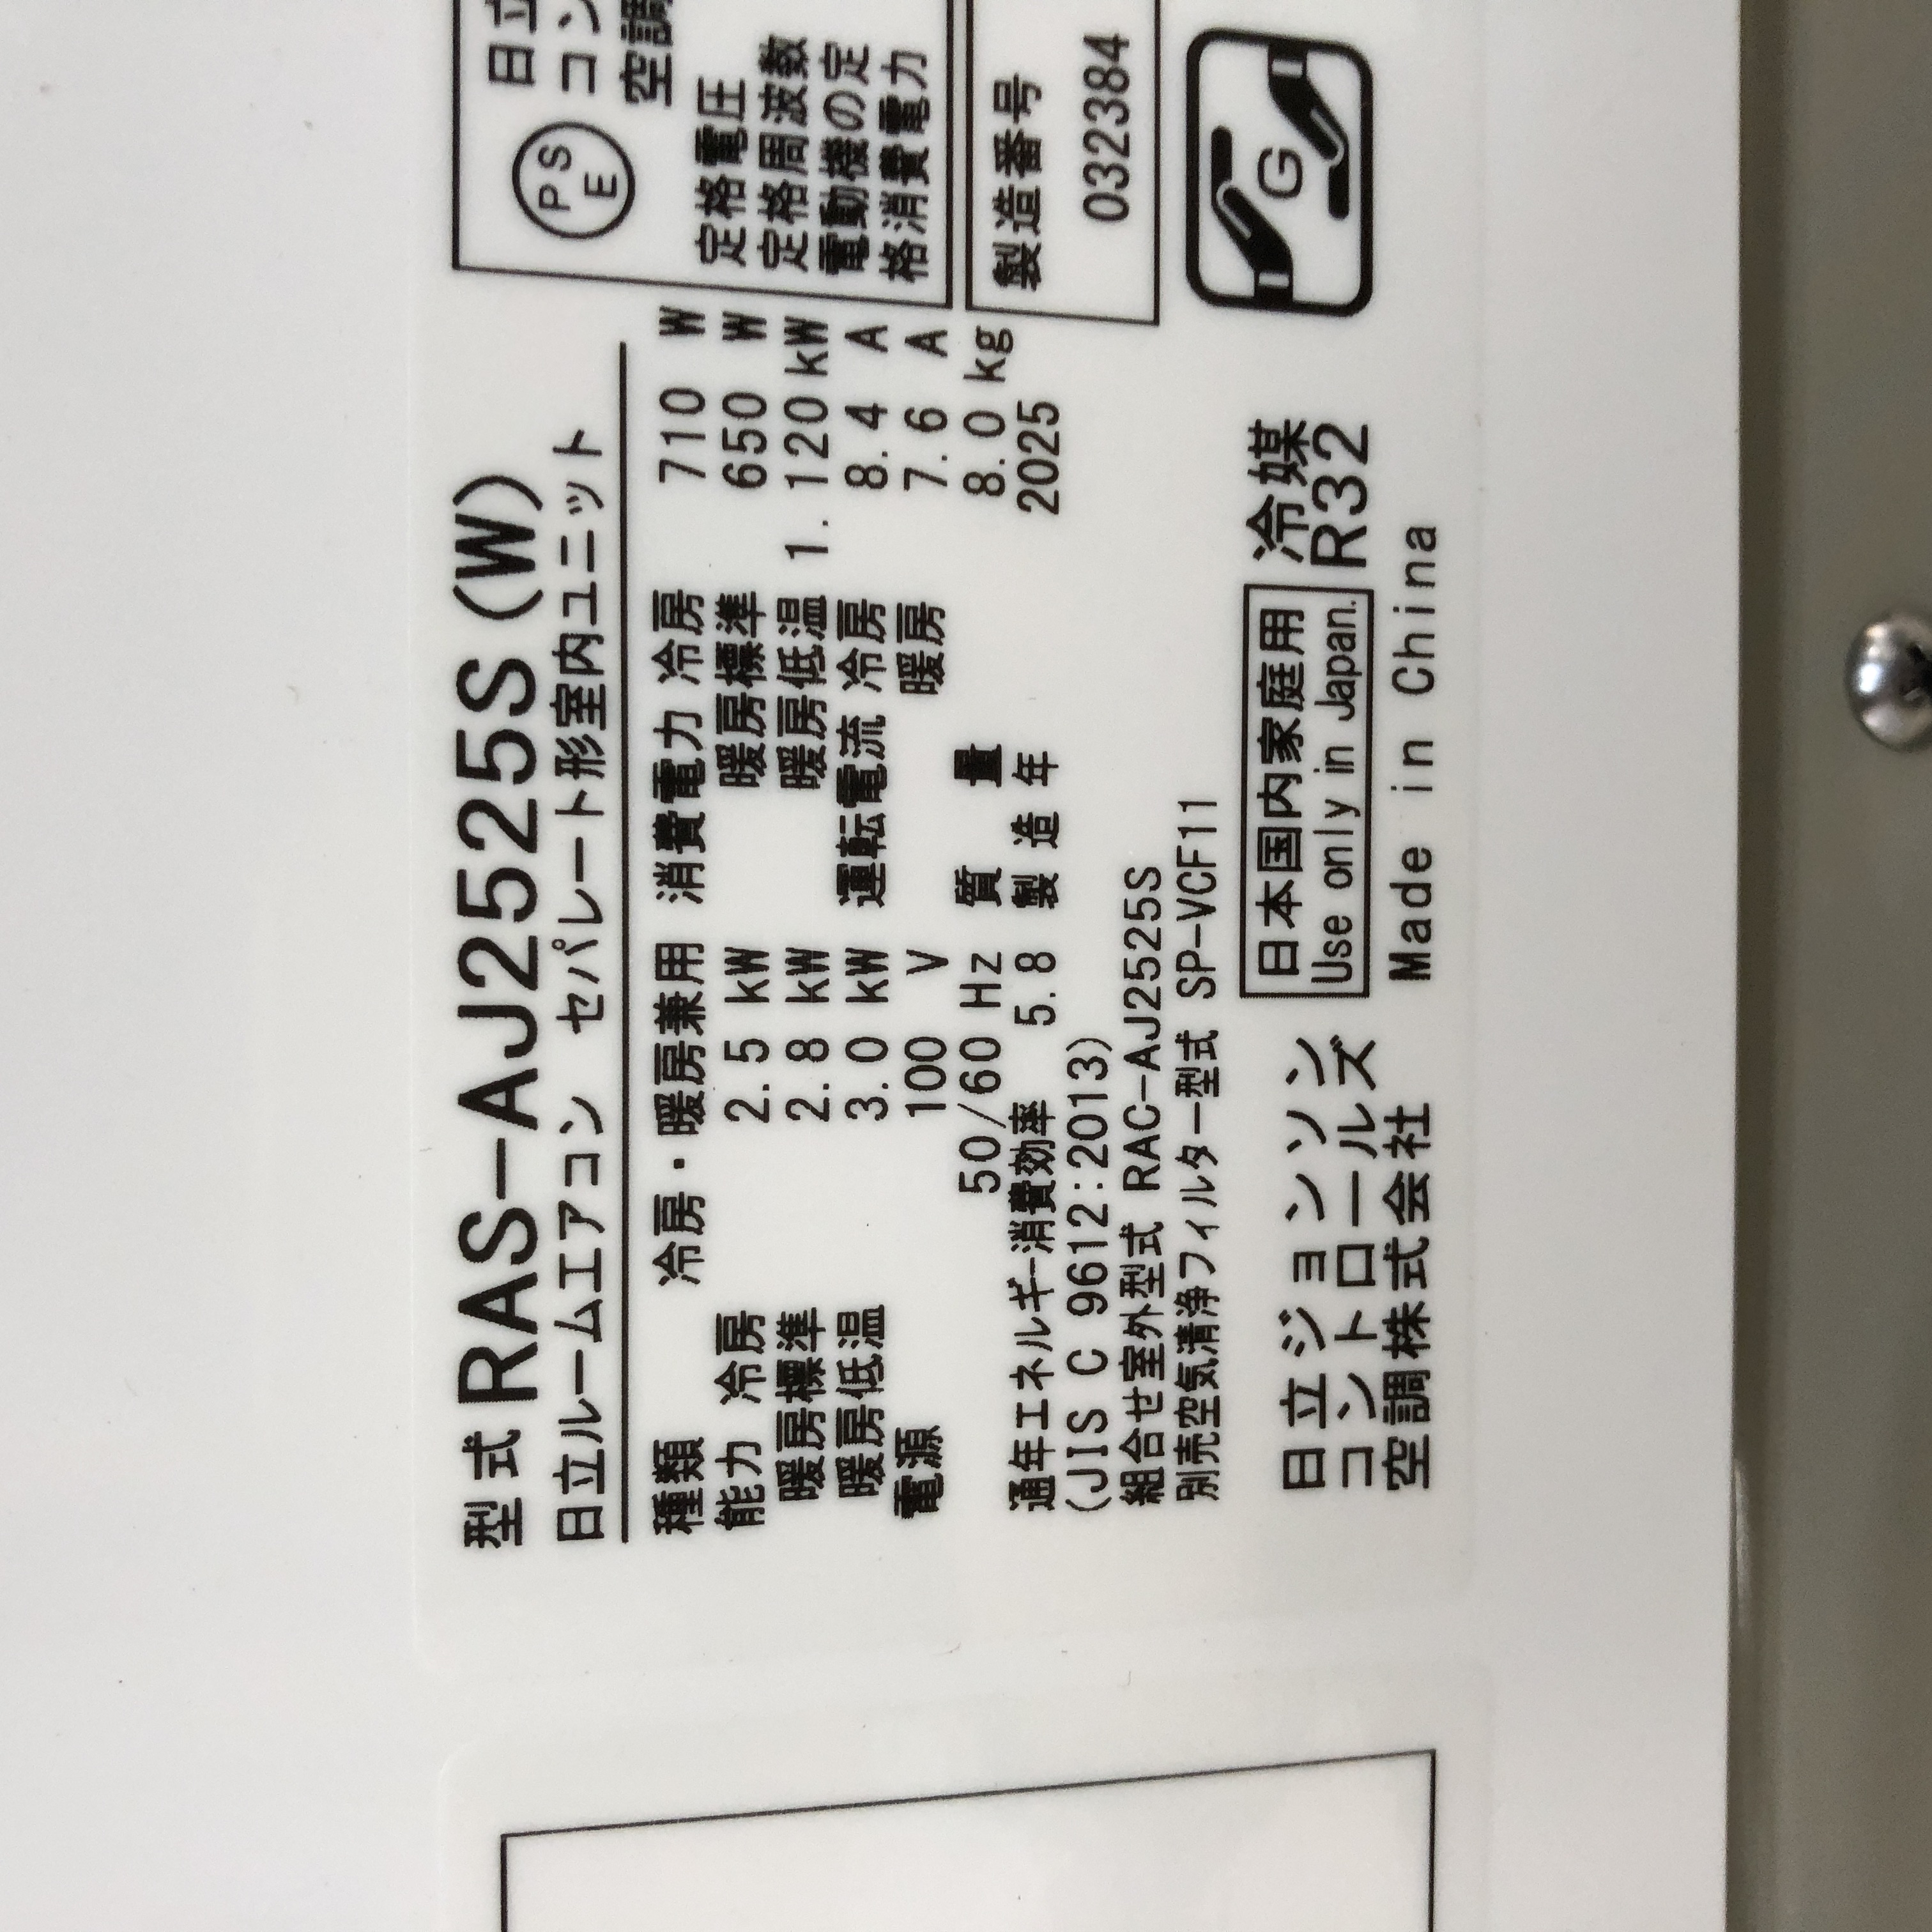 型式 RAS-AJ2525S(W)
日立ルームエアコン セパレート形室内ユニット
種類 冷房・暖房兼用
能力 冷房 2.5 kW
暖房標準 2.8 kW
暖房低温 3.0 kW
電源 100 V
50/60 Hz
通年エネルギー消費効率 5.8
(JIS C 9612:2013)
組合せ室外型式 RAC-AJ2525S
別売空気清浄フィルター型式 SP-VCF11
消費電力 冷房 710 W
暖房標準 650 W
暖房低温 1.120 kW
運転電流 冷房 8.4 A
暖房 7.6 A
質量 8.0 kg
製造年 2025
日立ジョンソン
コントロールズ
空調株式会社
日本国内家庭用
Use only in Japan.
冷媒
R32
Made in China
PSE
日立
コン
空調
定格電圧
定格周波数
電動機の定
格消費電力
製造番号
0322384
G